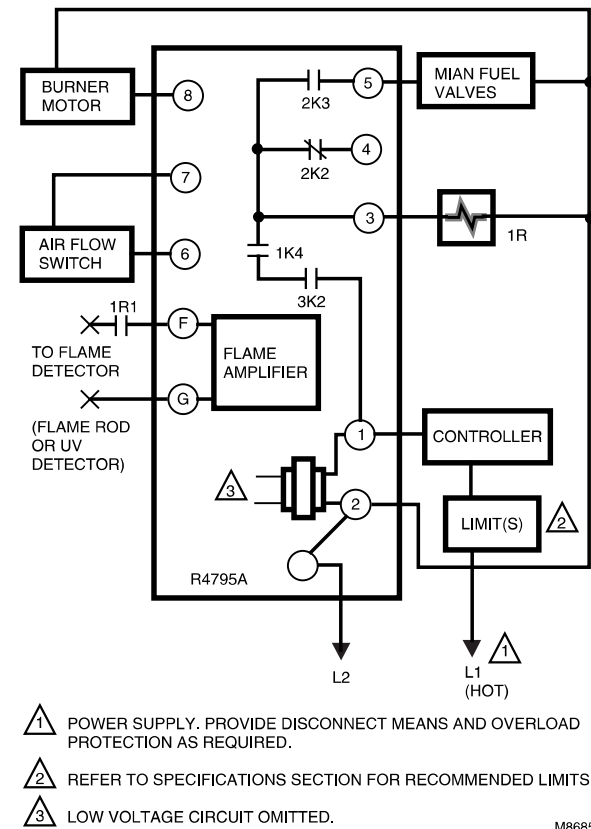 BURNER
MOTOR
8
2K3
5
MIAN FUEL
VALVES
2K2
4
7
3
1R
AIR FLOW
SWITCH
6
1K4
3K2
1R1
F
TO FLAME
DETECTOR
FLAME
AMPLIFIER
G
(FLAME ROD
OR UV
DETECTOR)
1
CONTROLLER
3
2
LIMIT(S)
2
R4795A
L2
L1
(HOT)
1
1 POWER SUPPLY. PROVIDE DISCONNECT MEANS AND OVERLOAD
PROTECTION AS REQUIRED.
2 REFER TO SPECIFICATIONS SECTION FOR RECOMMENDED LIMITS
3 LOW VOLTAGE CIRCUIT OMITTED.
M8685